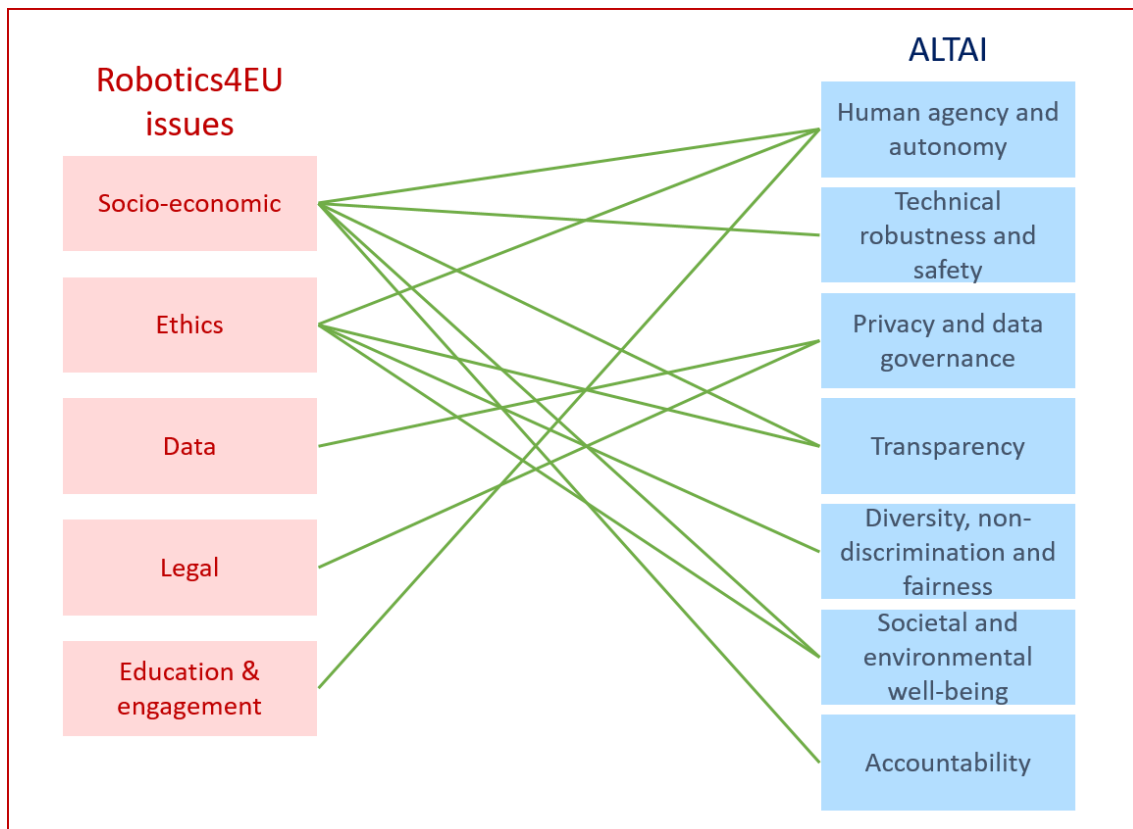 Robotics4EU
issues
Socio-economic
Ethics
Data
Legal
Education &
engagement
ALTAI
Human agency and
autonomy
Technical
robustness and
safety
Privacy and data
governance
Transparency
Diversity, non-
discrimination and
fairness
Societal and
environmental
well-being
Accountability